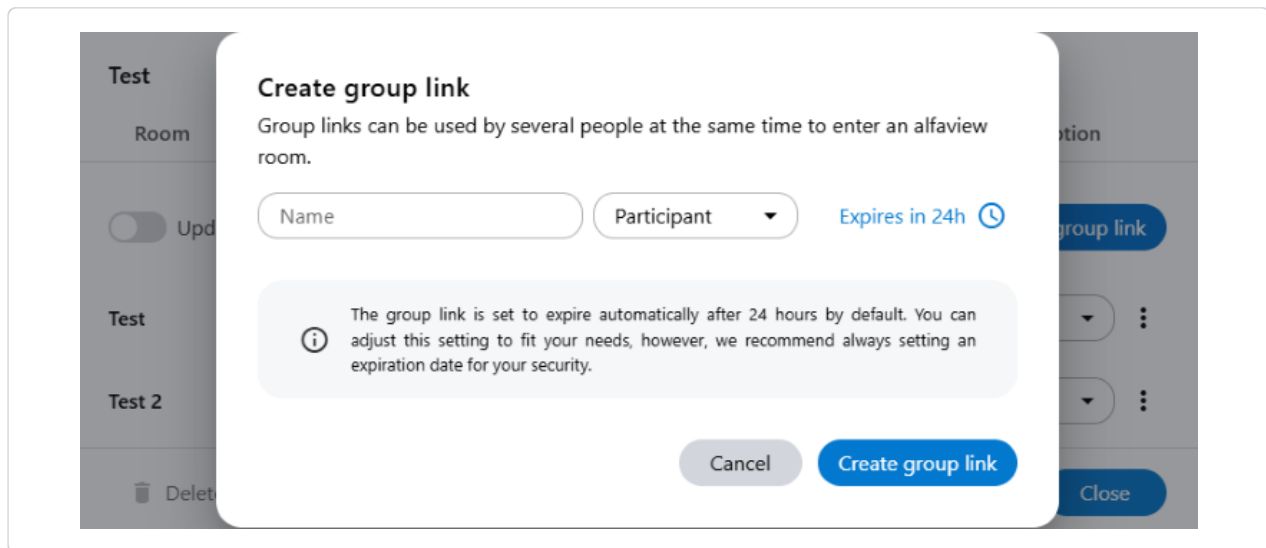 Test
Room
Upd
group link
Test
Test 2
Delet
Close
Create group link
Group links can be used by several people at the same time to enter an alfaview
room.
Name
Participant
Expires in 24h
The group link is set to expire automatically after 24 hours by default. You can
adjust this setting to fit your needs, however, we recommend always setting an
expiration date for your security.
Cancel
Create group link